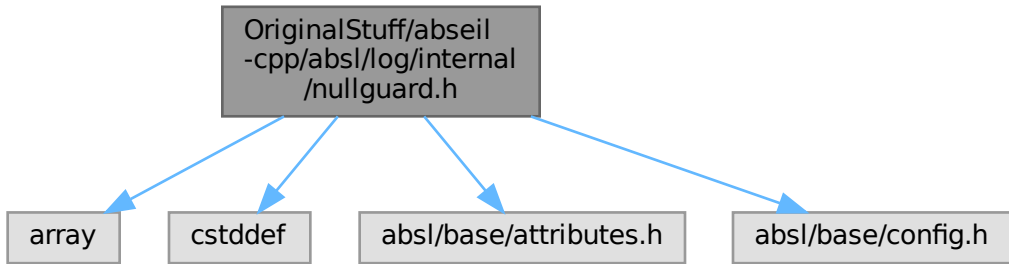 OriginalStuff/abseil
-cpp/absl/log/internal
/nullguard.h
array
cstddef
absl/base/attributes.h
absl/base/config.h